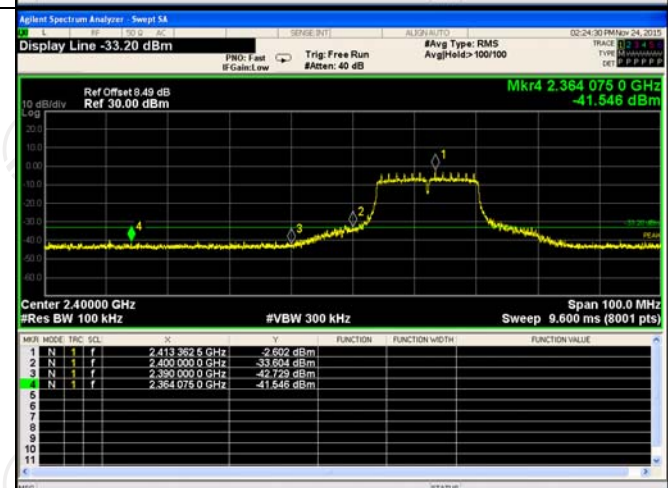 Agilent Spectrum Analyzer - Swept SA
L RF 50 Ω AC SENSE:INT ALIGN AUTO 02:24:30 PM Nov 24, 2015
Display Line -33.20 dBm
#Avg Type: RMS
Avg|Hold:> 100/100
TRACE 1 2 3 4 5 6
TYPE
DET P P P P P P
PNO: Fast
IFGain:Low
Trig: Free Run
#Atten: 40 dB
Ref Offset 8.49 dB
Ref 30.00 dBm
10 dB/div
Log
Mkr4 2.364 075 0 GHz
-41.546 dBm
20.0
10.0
0.00
-10.0
-20.0
-30.0
-40.0
-50.0
-60.0
1
2
3
4
-33.20 dBm
PEAK
Center 2.40000 GHz
Span 100.0 MHz
#Res BW 100 kHz
#VBW 300 kHz
Sweep 9.600 ms (8001 pts)
MKR MODE TRC SCL X Y FUNCTION FUNCTION WIDTH FUNCTION VALUE
1 N 1 f 2.413 362 5 GHz -2.602 dBm
2 N 1 f 2.400 000 0 GHz -33.604 dBm
3 N 1 f 2.390 000 0 GHz -42.729 dBm
4 N 1 f 2.364 075 0 GHz -41.546 dBm
5
6
7
8
9
10
11
MSG STATUS